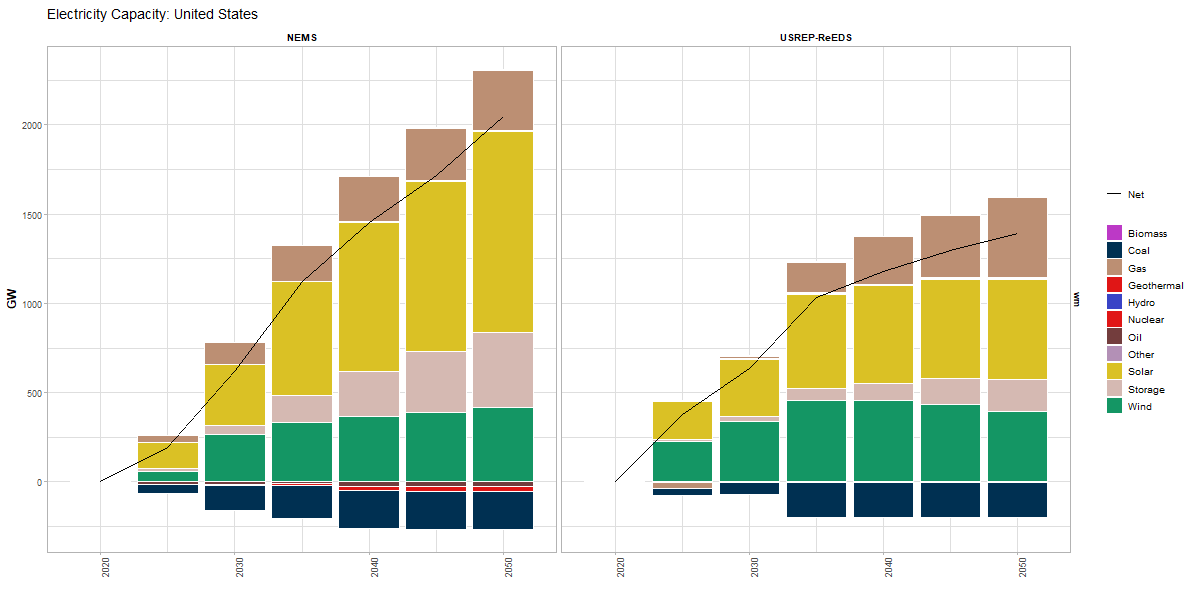 Electricity Capacity: United States
NEMS
USREP-ReEDS
GW
2000
1500
1000
500
0
2020
2030
2040
2050
2020
2030
2040
2050
wm
Net
Biomass
Coal
Gas
Geothermal
Hydro
Nuclear
Oil
Other
Solar
Storage
Wind